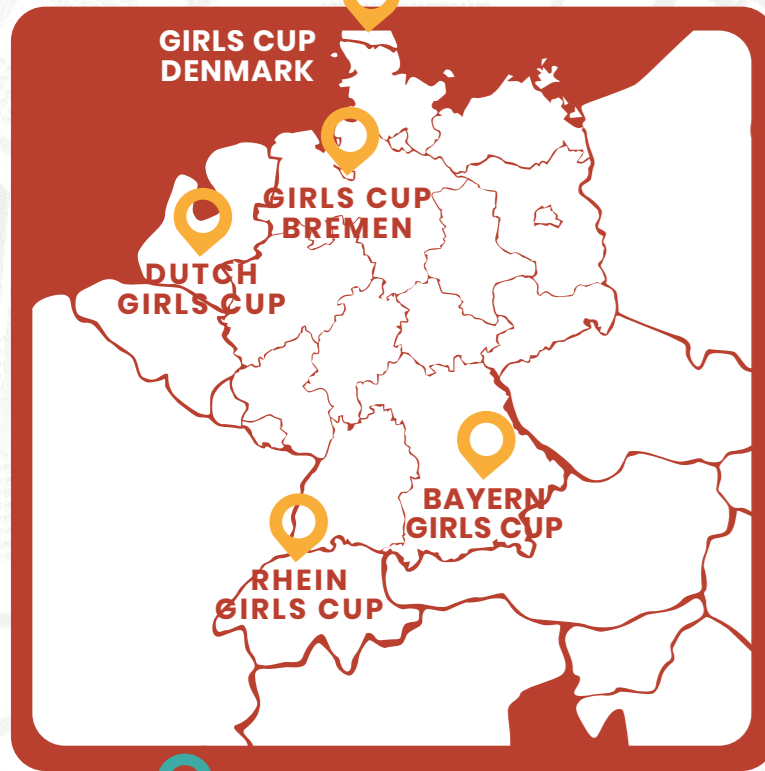 GIRLS CUP
DENMARK
GIRLS CUP
BREMEN
DUTCH
GIRLS CUP
BAYERN
GIRLS CUP
RHEIN
GIRLS CUP